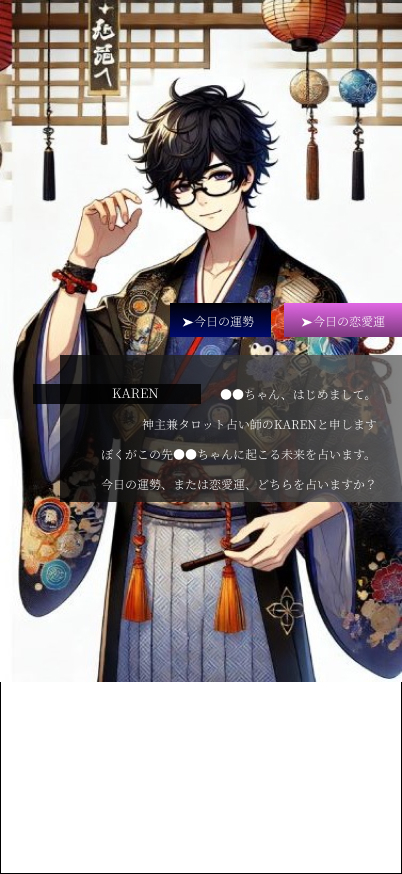 ➤今日の運勢
➤今日の恋愛運
KAREN
●●ちゃん、はじめまして。
神主兼タロット占い師のKARENと申します
ぼくがこの先●●ちゃんに起こる未来を占います。
今日の運勢、または恋愛運、どちらを占いますか？